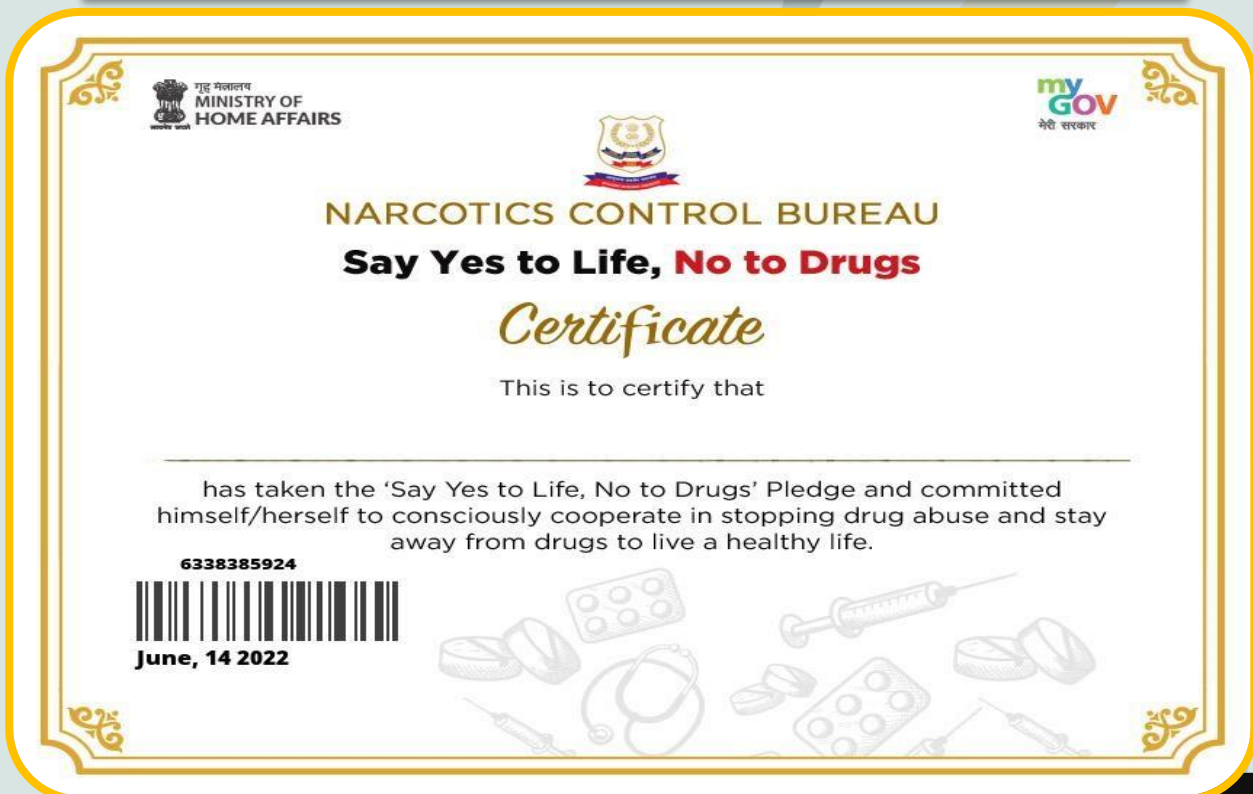 गृह मंत्रालय
MINISTRY OF
HOME AFFAIRS
my
GOV
मेरी सरकार
NARCOTICS CONTROL BUREAU
Say Yes to Life, No to Drugs
Certificate
This is to certify that
has taken the ‘Say Yes to Life, No to Drugs’ Pledge and committed
himself/herself to consciously cooperate in stopping drug abuse and stay
away from drugs to live a healthy life.
6338385924
June, 14 2022